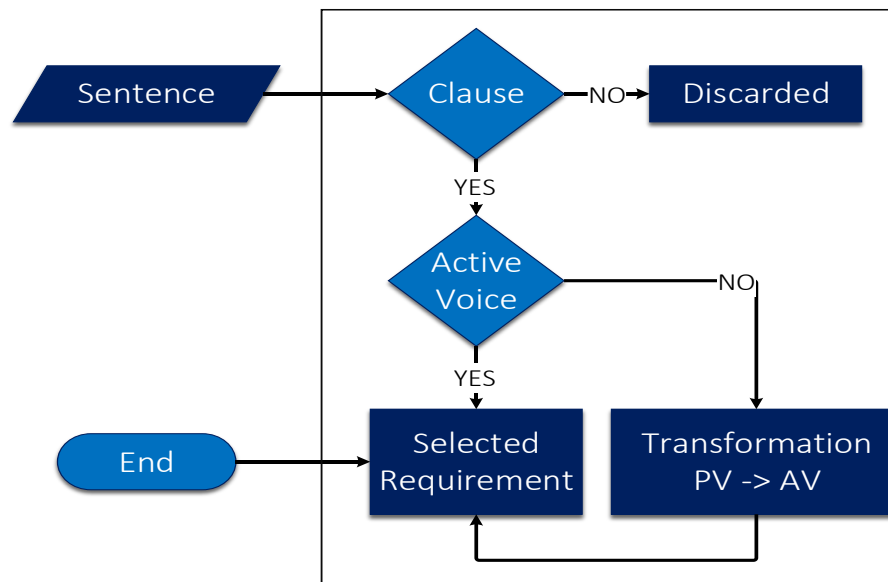 Sentence
Clause
NO
Discarded
YES
Active
Voice
NO
YES
Selected
Requirement
Transformation
PV -> AV
End